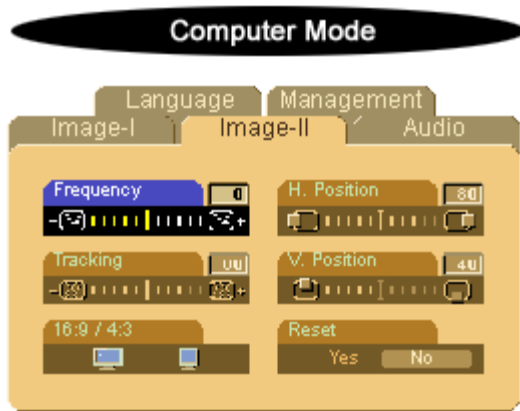 Computer Mode
Language Management
Image-I Image-II Audio
Frequency 0
H. Position 80
- +
Tracking 00
V. Position 40
- +
16:9 / 4:3
Reset
Yes No